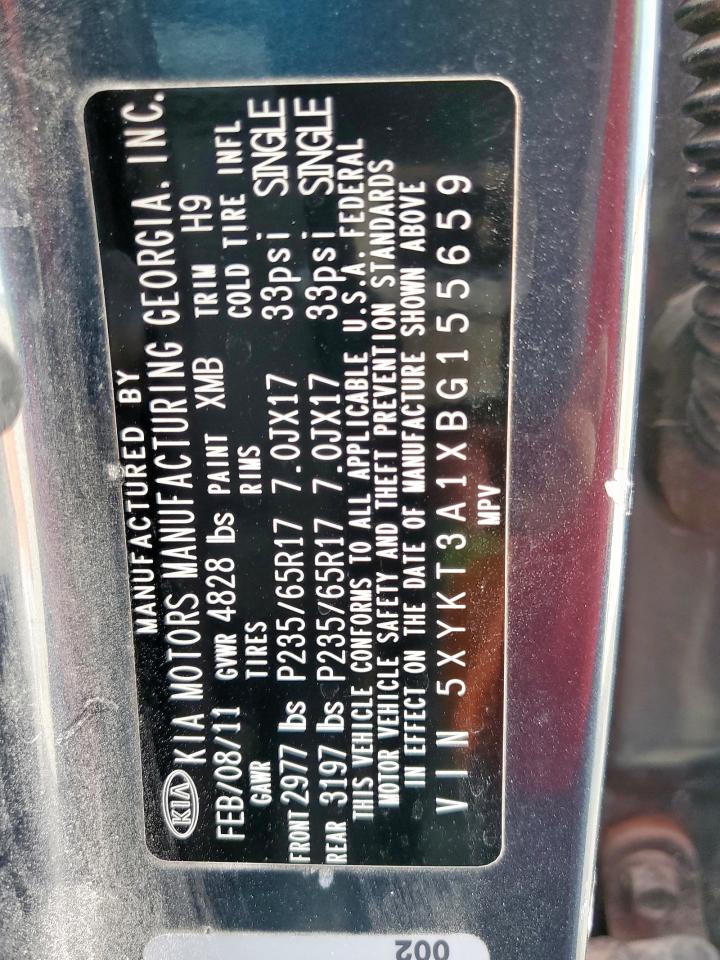 MANUFACTURED BY
KIA KIA MOTORS MANUFACTURING GEORGIA. INC.
FEB/08/11 GVWR 4828 lbs PAINT XMB TRIM H9
GAWR TIRES RIMS COLD TIRE INFL
FRONT 2977 lbs P235/65R17 7.0JX17 33psi SINGLE
REAR 3197 lbs P235/65R17 7.0JX17 33psi SINGLE
THIS VEHICLE CONFORMS TO ALL APPLICABLE U.S.A. FEDERAL
MOTOR VEHICLE SAFETY AND THEFT PREVENTION STANDARDS
IN EFFECT ON THE DATE OF MANUFACTURE SHOWN ABOVE
VIN 5XYKT3A1XBG155659
MPV
002